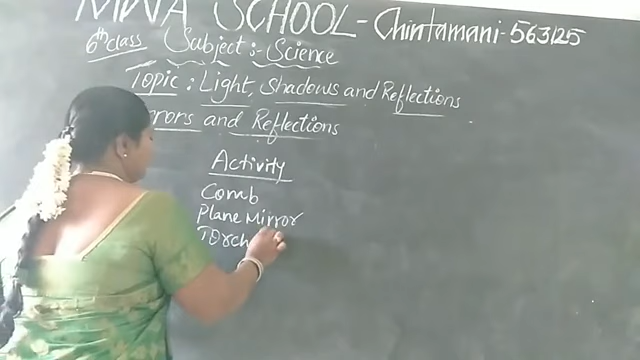 SCHOOL - Chintamani - 563125
6th class Subject :- Science
Topic : Light, Shadows and Reflections
and Reflections
Activity
Comb
Plane Mirror
Torch